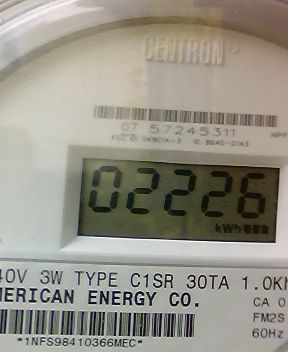 CENTRON®
07 57245311
02226
kWh
40V 3W TYPE C1SR 30TA 1.0Kh
MERICAN ENERGY CO.
CA 0
FM2S
60Hz
*1NFS98410366MEC*